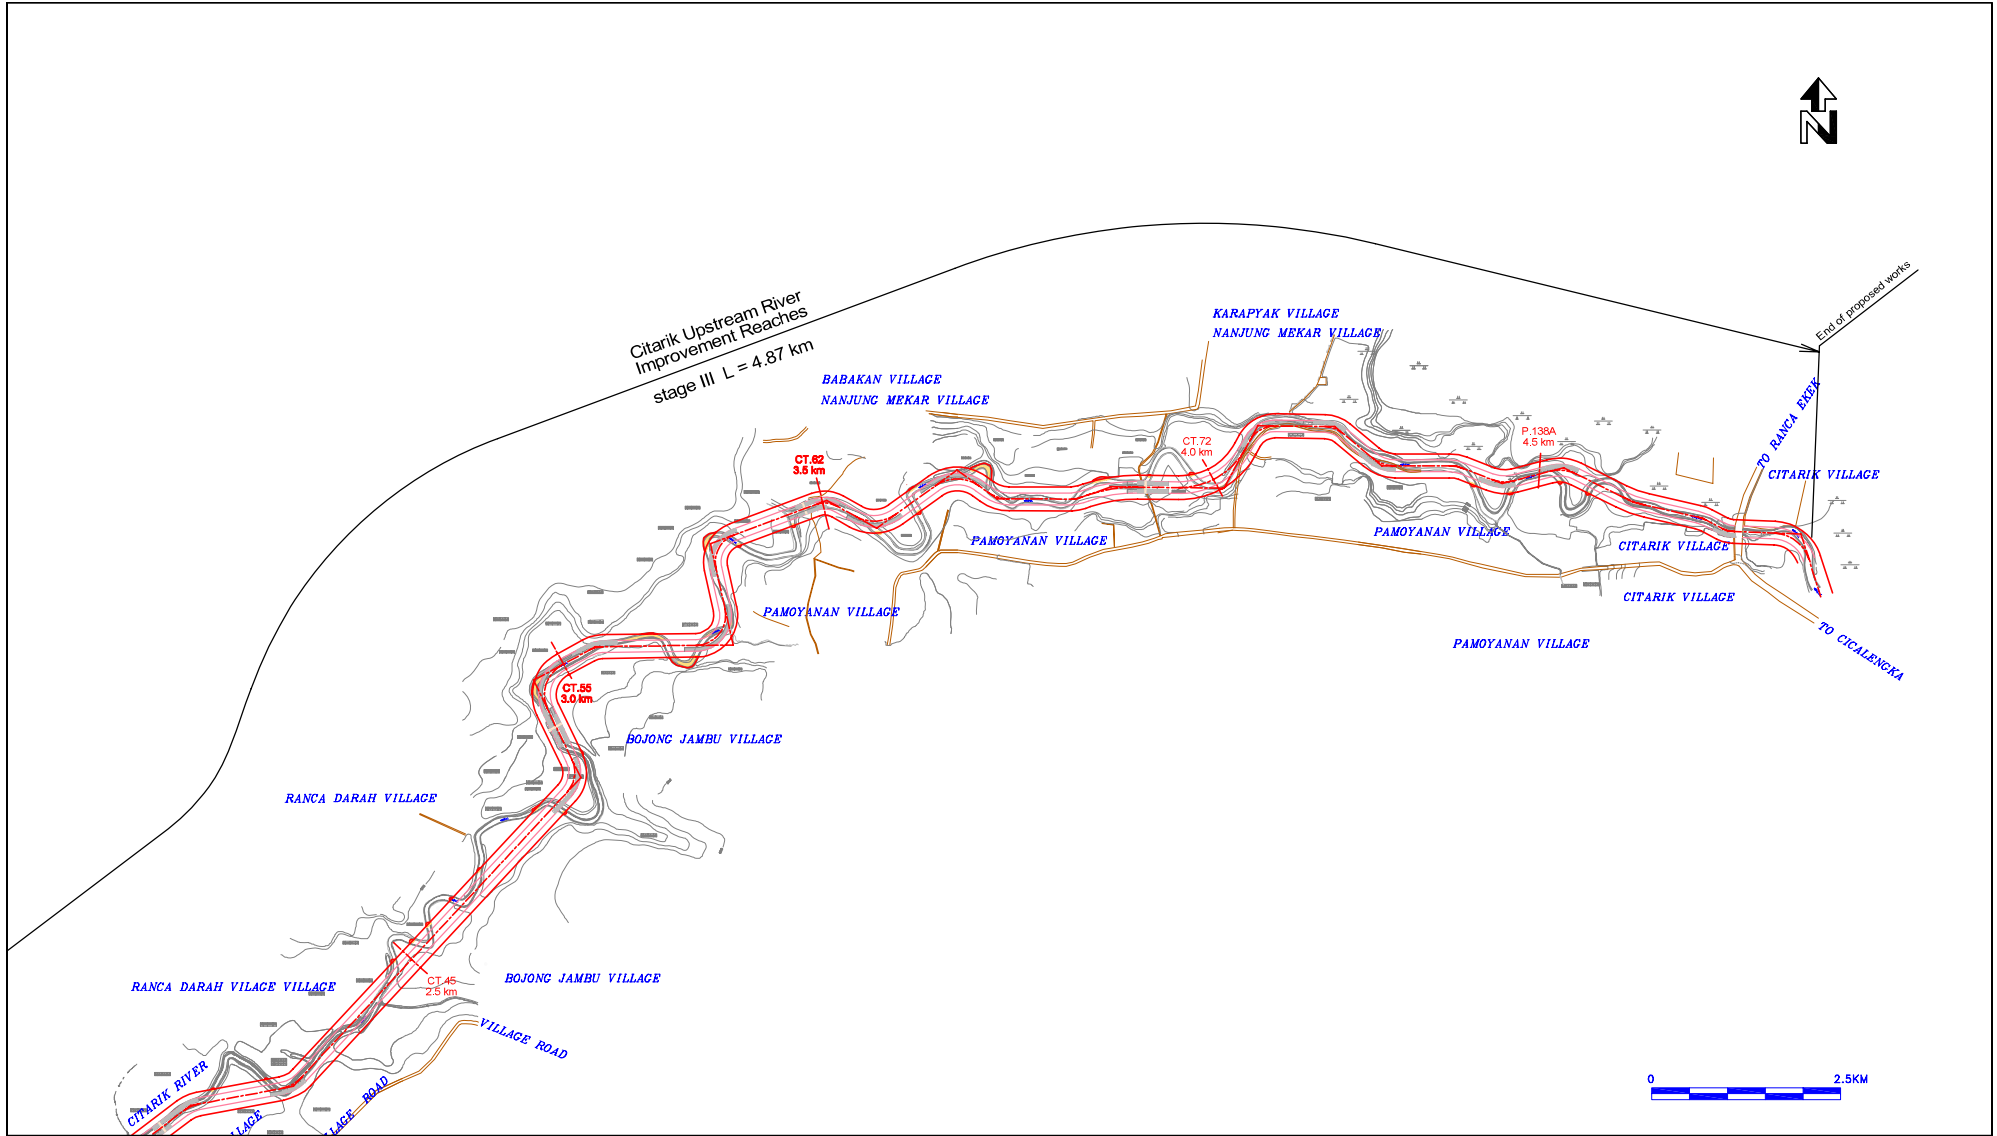 N
End of proposed works
Citarik Upstream River
Improvement Reaches
stage III L = 4.87 km
KARAPYAK VILLAGE
NANJUNG MEKAR VILLAGE
BABAKAN VILLAGE
NANJUNG MEKAR VILLAGE
TO RANCA EKEK
CITARIK VILLAGE
P.138A
4.5 km
CT.72
4.0 km
CT.62
3.5 km
PAMOYANAN VILLAGE
PAMOYANAN VILLAGE
CITARIK VILLAGE
CITARIK VILLAGE
PAMOYANAN VILLAGE
PAMOYANAN VILLAGE
TO CICALENGKA
CT.55
3.0 km
BOJONG JAMBU VILLAGE
RANCA DARAH VILLAGE
CT.45
2.5 km
BOJONG JAMBU VILLAGE
RANCA DARAH VILAGE VILLAGE
VILLAGE ROAD
CITARIK RIVER
LLAGE
LLAGE ROAD
0 2.5KM